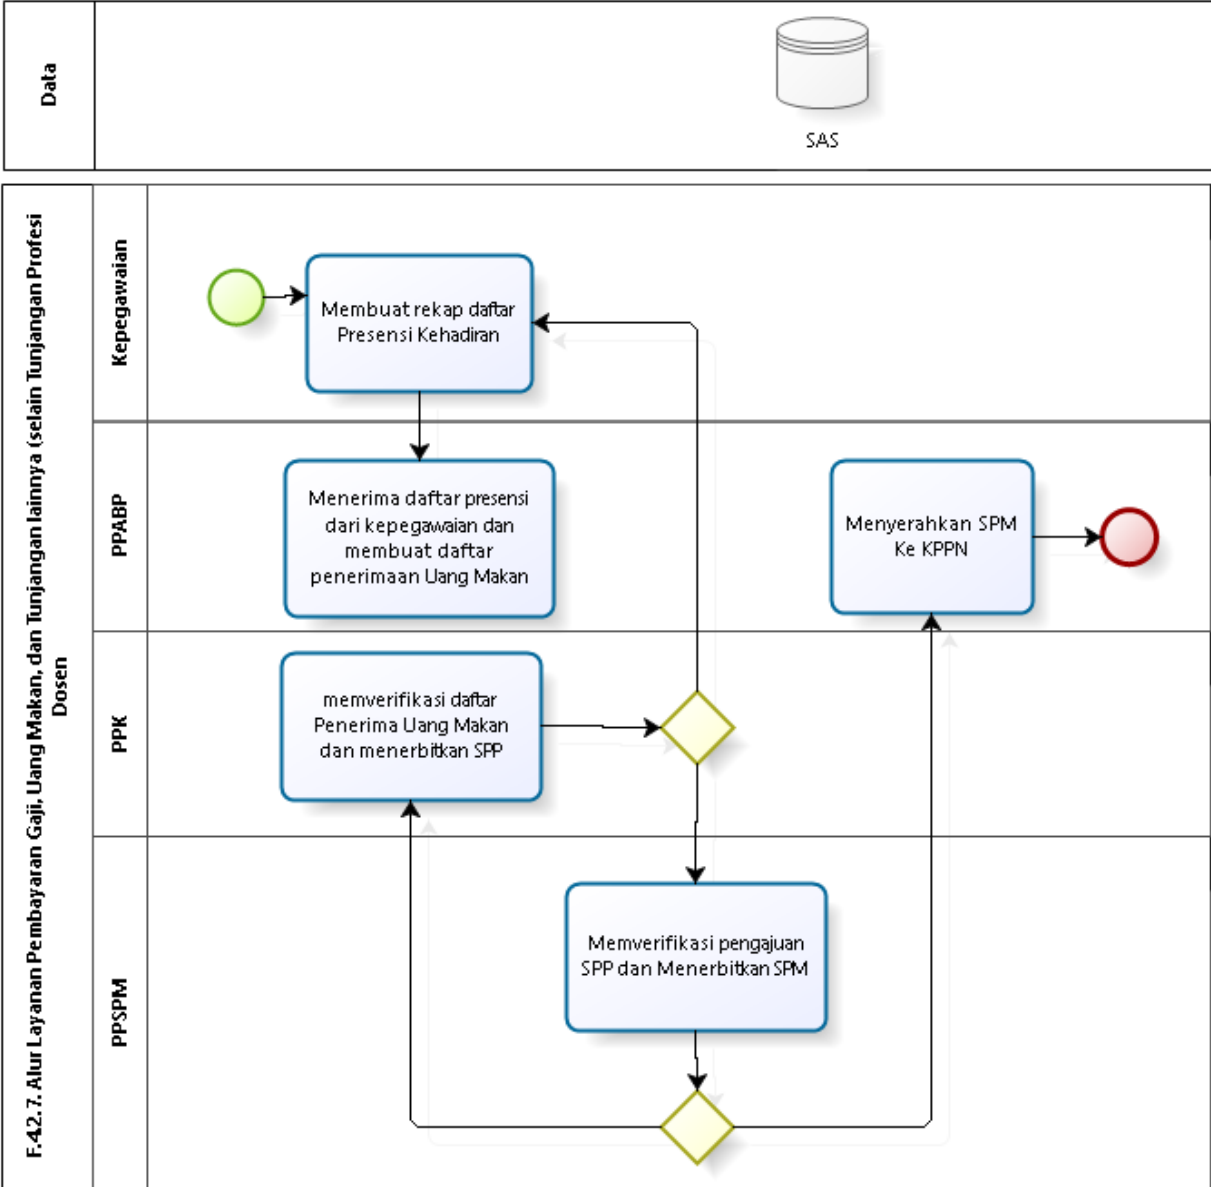 Data
SAS
F.42.7. Alur Layanan Pembayaran Gaji, Uang Makan, dan Tunjangan lainnya (selain Tunjangan Profesi
Dosen
Kepegawaian
Membuat rekap daftar
Presensi Kehadiran
PPABP
Menerima daftar presensi
dari kepegawaian dan
membuat daftar
penerimaan Uang Makan
Menyerahkan SPM
Ke KPPN
PPK
memverifikasi daftar
Penerima Uang Makan
dan menerbitkan SPP
PPSPM
Memverifikasi pengajuan
SPP dan Menerbitkan SPM